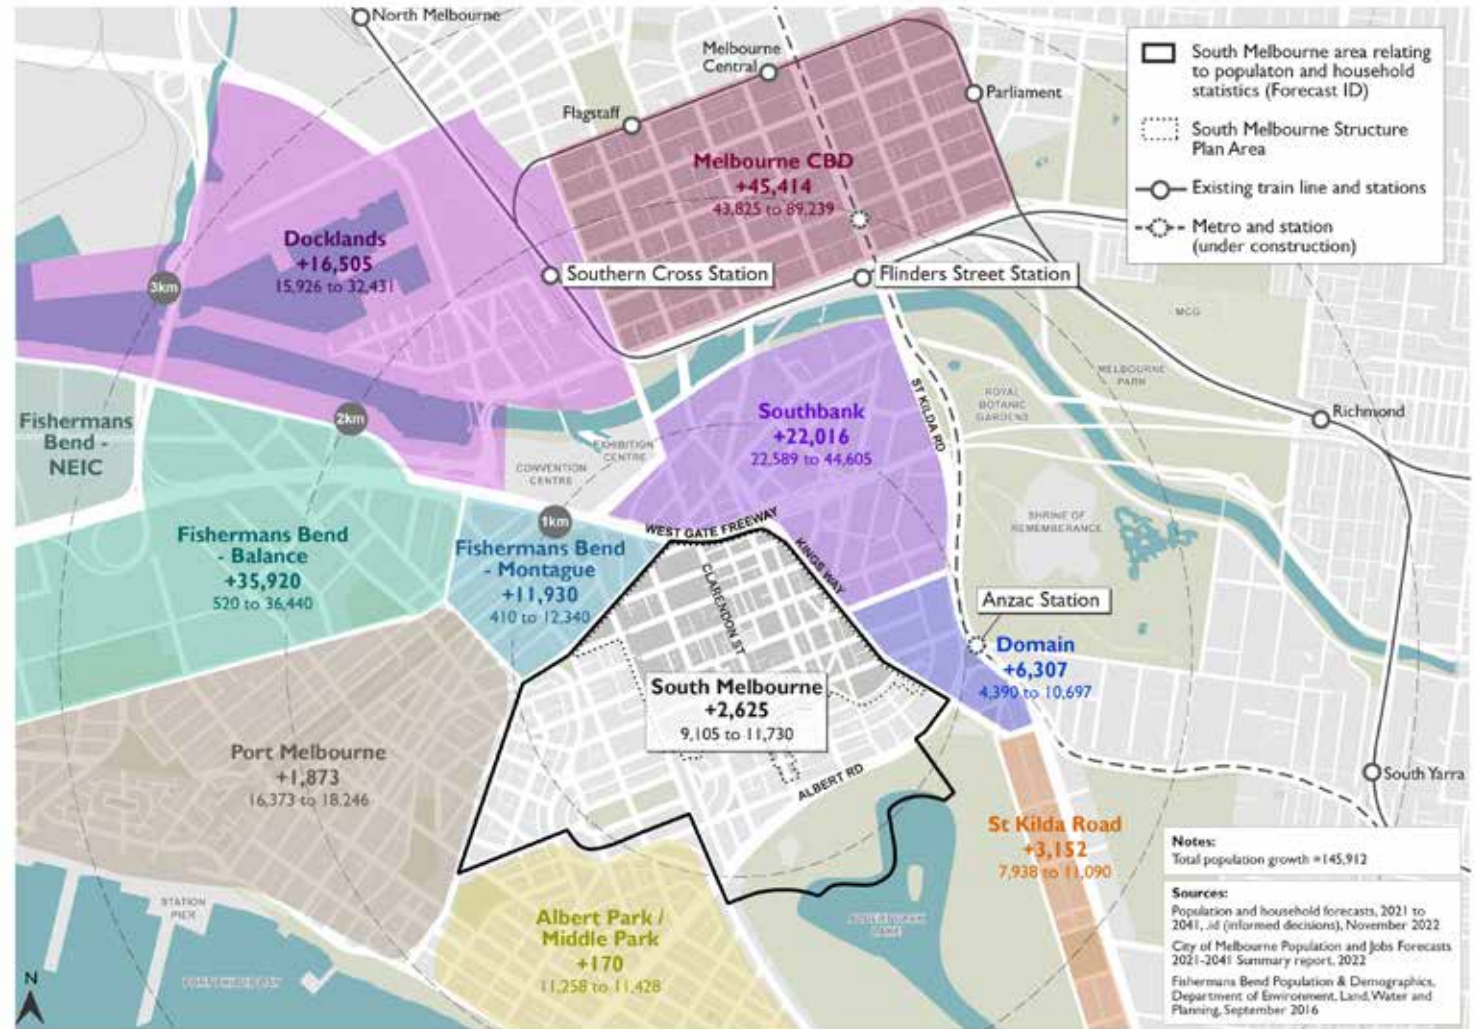 North Melbourne
Melbourne
Central
Flagstaff
Parliament
South Melbourne area relating
to populaton and household
statistics (Forecast ID)
South Melbourne Structure
Plan Area
Existing train line and stations
Metro and station
(under construction)
Melbourne CBD
+45,414
43,825 to 89,239
Docklands
+16,505
15,926 to 32,431
3km
Southern Cross Station
Flinders Street Station
MCG
MELBOURNE
PARK
ROYAL
BOTANIC
GARDENS
ST KILDA RD
Richmond
Fishermans
Bend -
NEIC
2km
Southbank
+22,016
22,589 to 44,605
EXHIBITION
CENTRE
CONVENTION
CENTRE
SHRINE OF
REMEMBERANCE
1km
WEST GATE FREEWAY
KINGS WAY
Fishermans Bend
- Balance
+35,920
520 to 36,440
Fishermans Bend
- Montague
+11,930
410 to 12,340
CLARENDON ST
Anzac Station
Domain
+6,307
4,390 to 10,697
South Melbourne
+2,625
9,105 to 11,730
Port Melbourne
+1,873
16,373 to 18,246
ALBERT RD
South Yarra
St Kilda Road
+3,152
7,938 to 11,090
Notes:
Total population growth =145,912
Sources:
Population and household forecasts, 2021 to
2041, .id (informed decisions), November 2022
City of Melbourne Population and Jobs Forecasts
2021-2041 Summary report, 2022
Fishermans Bend Population & Demographics,
Department of Environment, Land, Water and
Planning, September 2016
STATION
PIER
Albert Park /
Middle Park
+170
11,258 to 11,428
LAKE
N